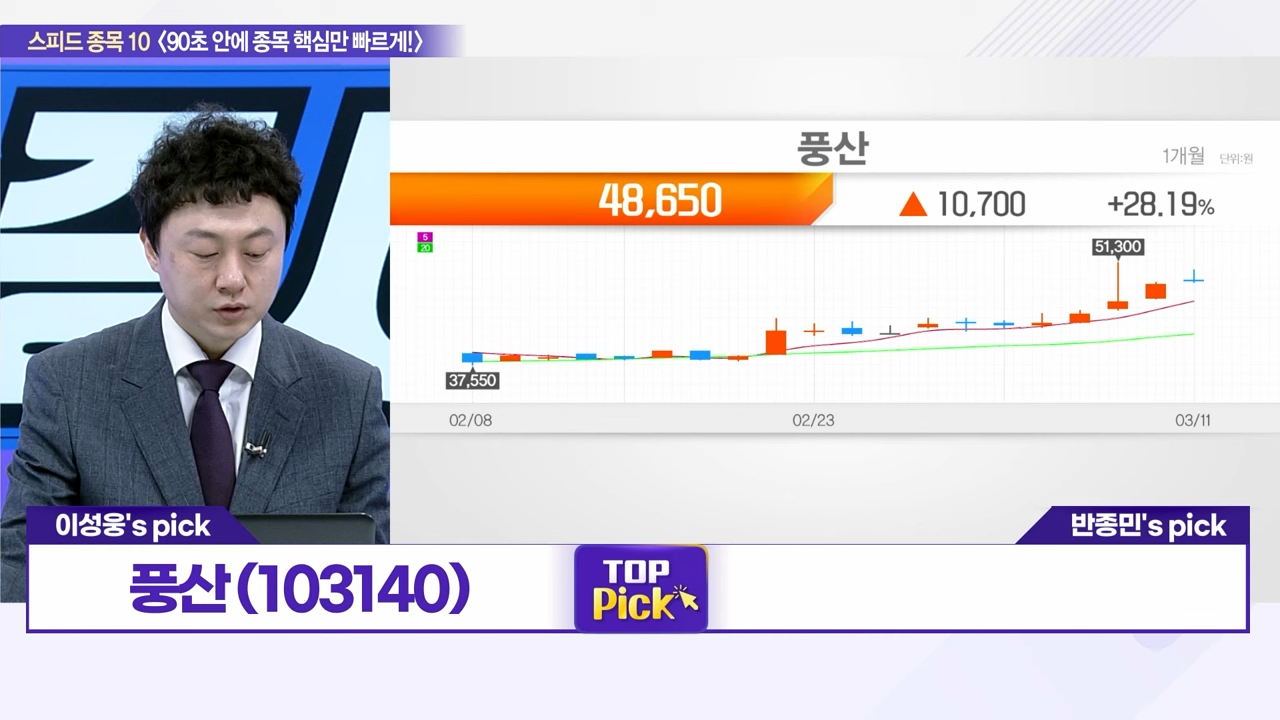 스피드 종목 10 〈90초 안에 종목 핵심만 빠르게!〉
풍산
1개월 단위:원
48,650 ▲ 10,700 +28.19%
5
20
51,300
37,550
02/08 02/23 03/11
이성웅's pick
반종민's pick
풍산(103140)
TOP
Pick